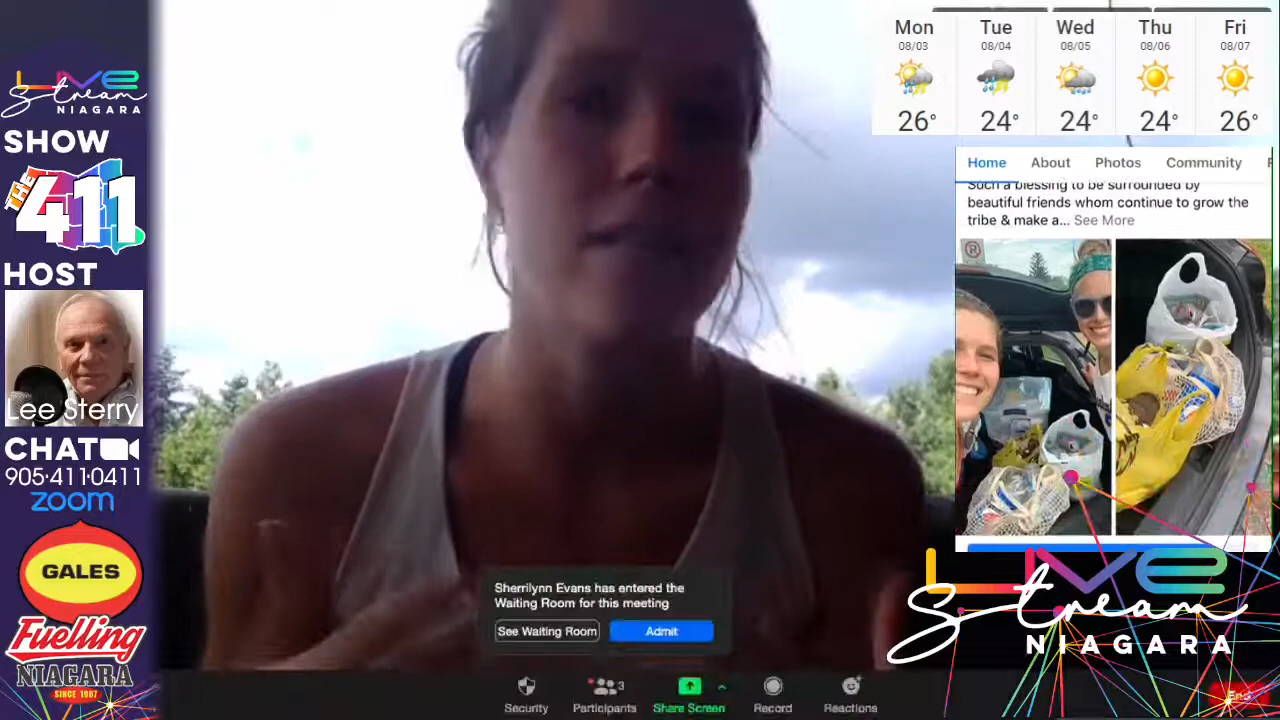 LIVE
Stream
NIAGARA
SHOW
THE
411
HOST
Lee Sterry
CHAT
905·411·0411
zoom
GALES
Fuelling
NIAGARA
SINCE 1967
Mon
Tue
Wed
Thu
Fri
08/03
08/04
08/05
08/06
08/07
26°
24°
24°
24°
26°
Home
About
Photos
Community
Such a blessing to be surrounded by
beautiful friends whom continue to grow the
tribe & make a... See More
Sherrilynn Evans has entered the
Waiting Room for this meeting
See Waiting Room
Admit
3
Security
Participants
Share Screen
Record
Reactions
LIVE
Stream
NIAGARA
End